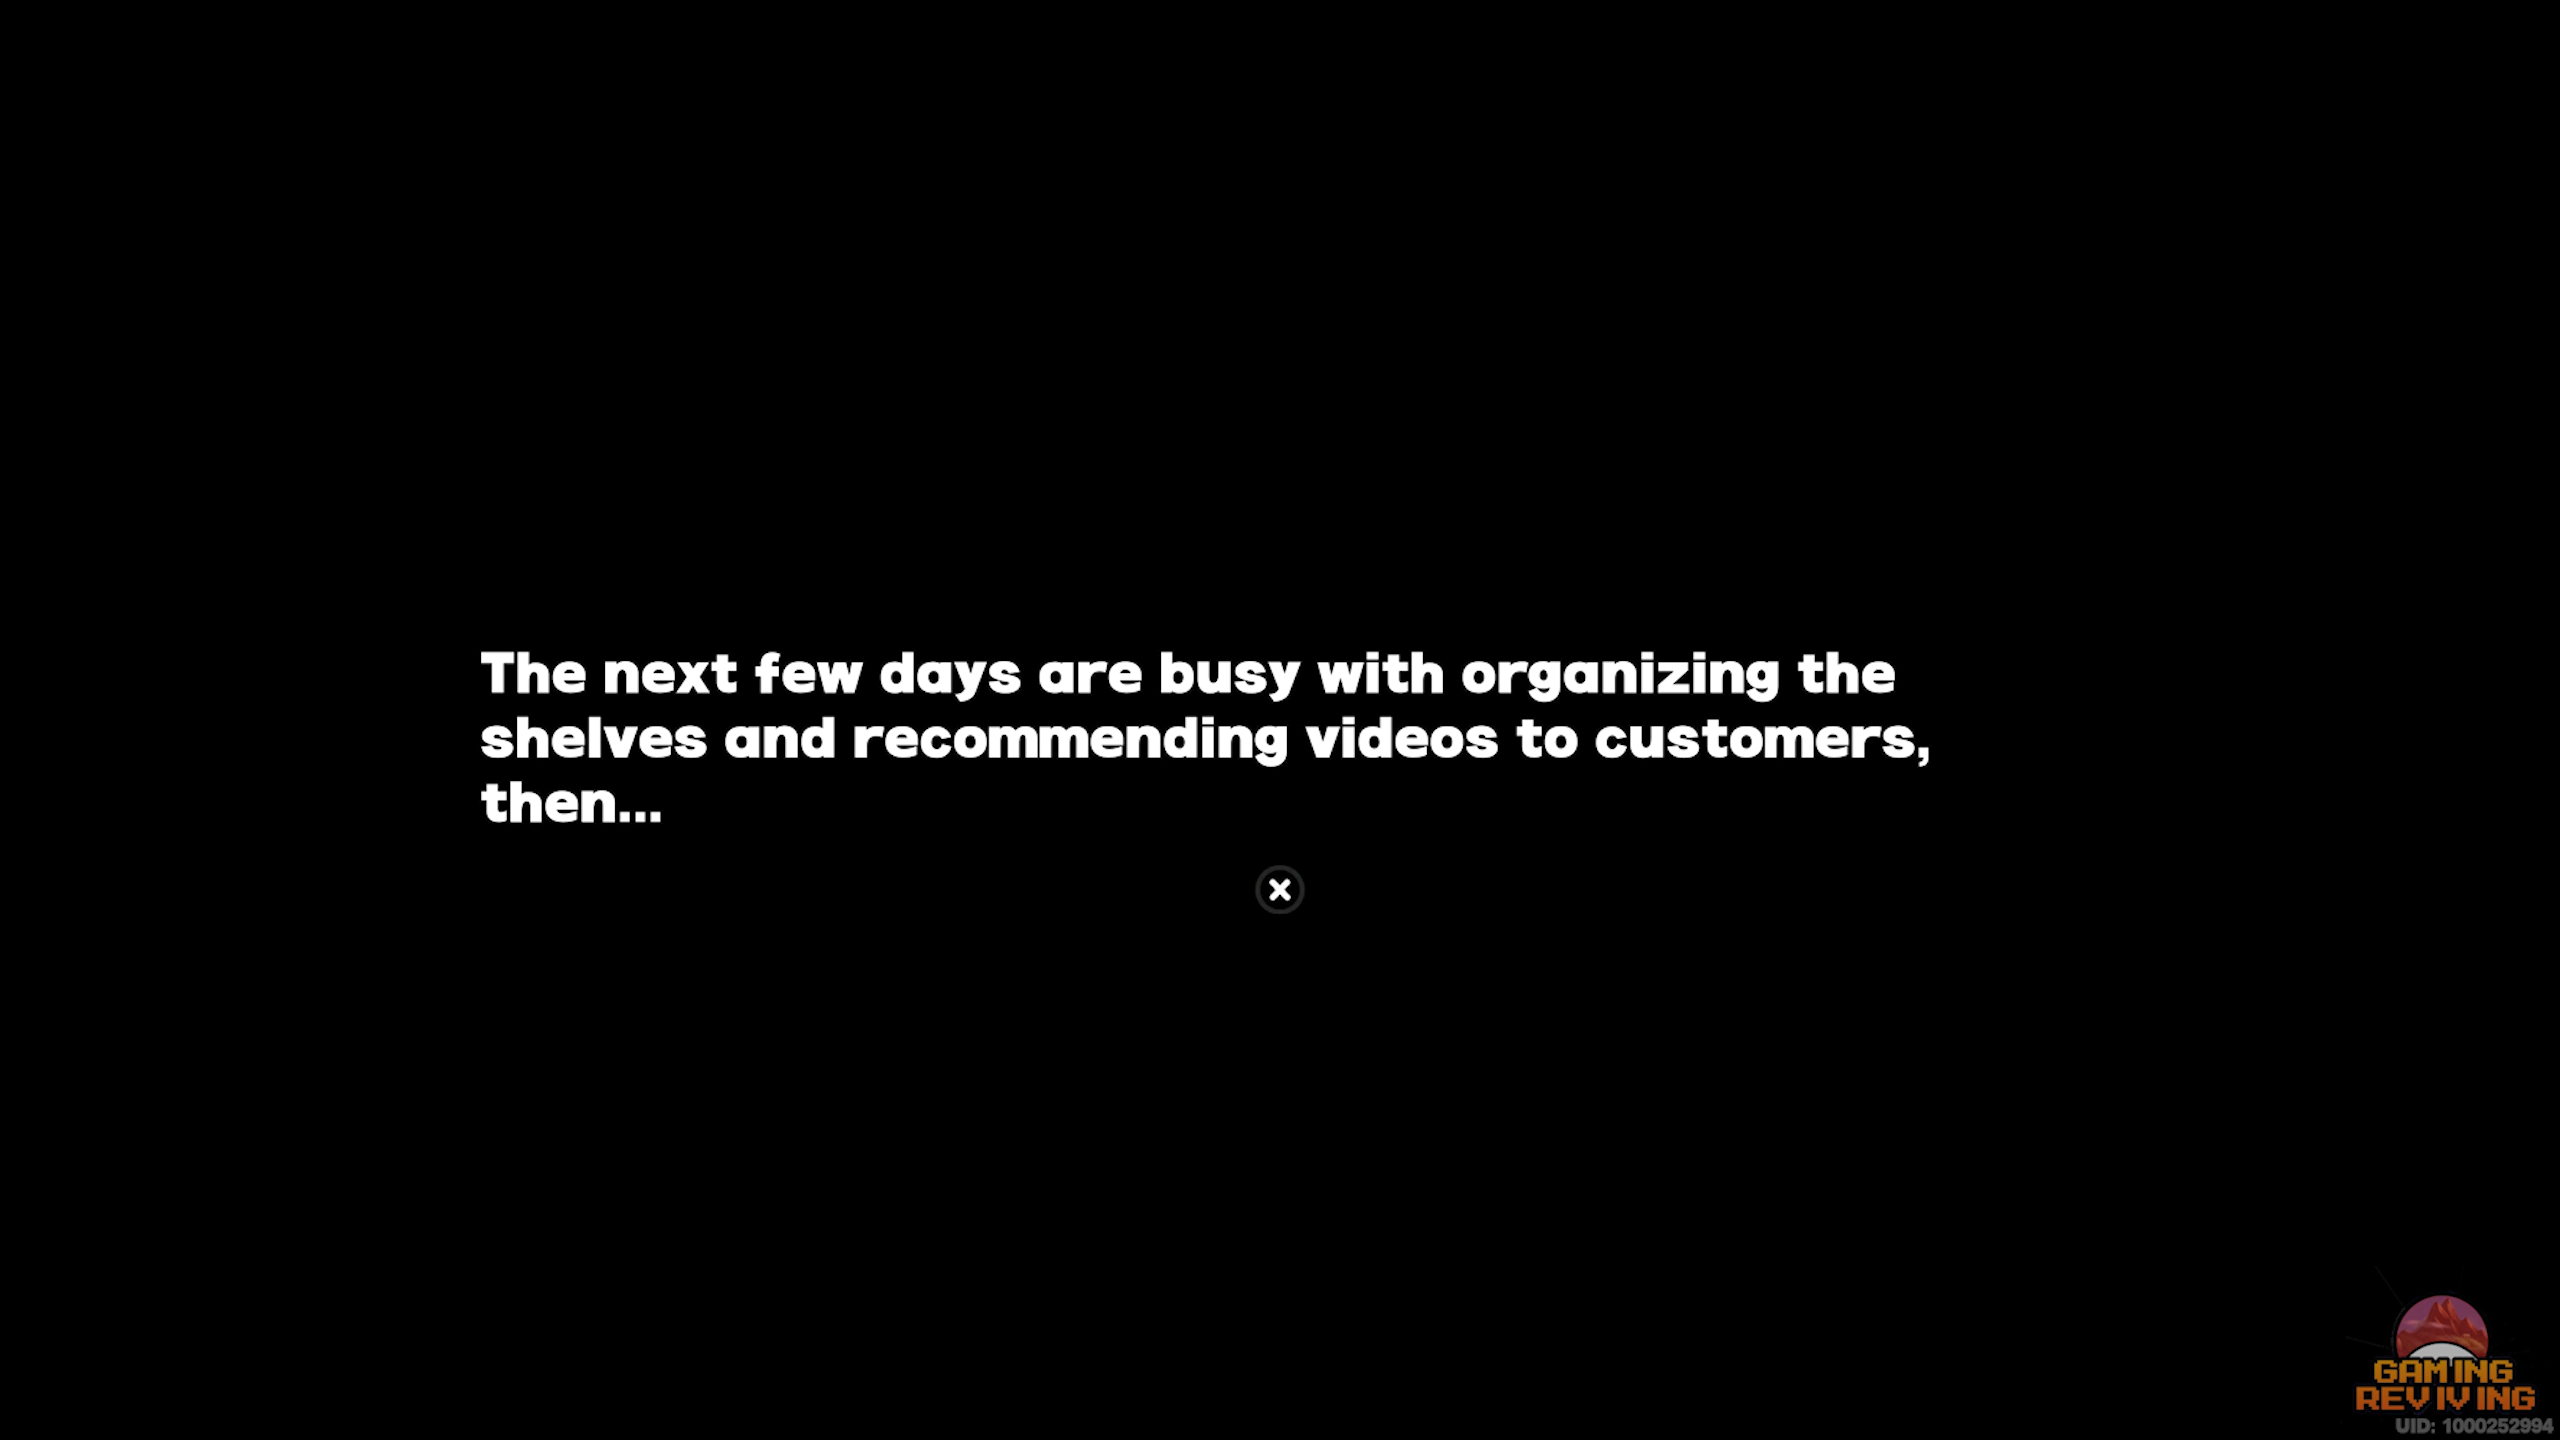 The next few days are busy with organizing the
shelves and recommending videos to customers,
then...
GAMING
REVIVING
UID: 1000252994